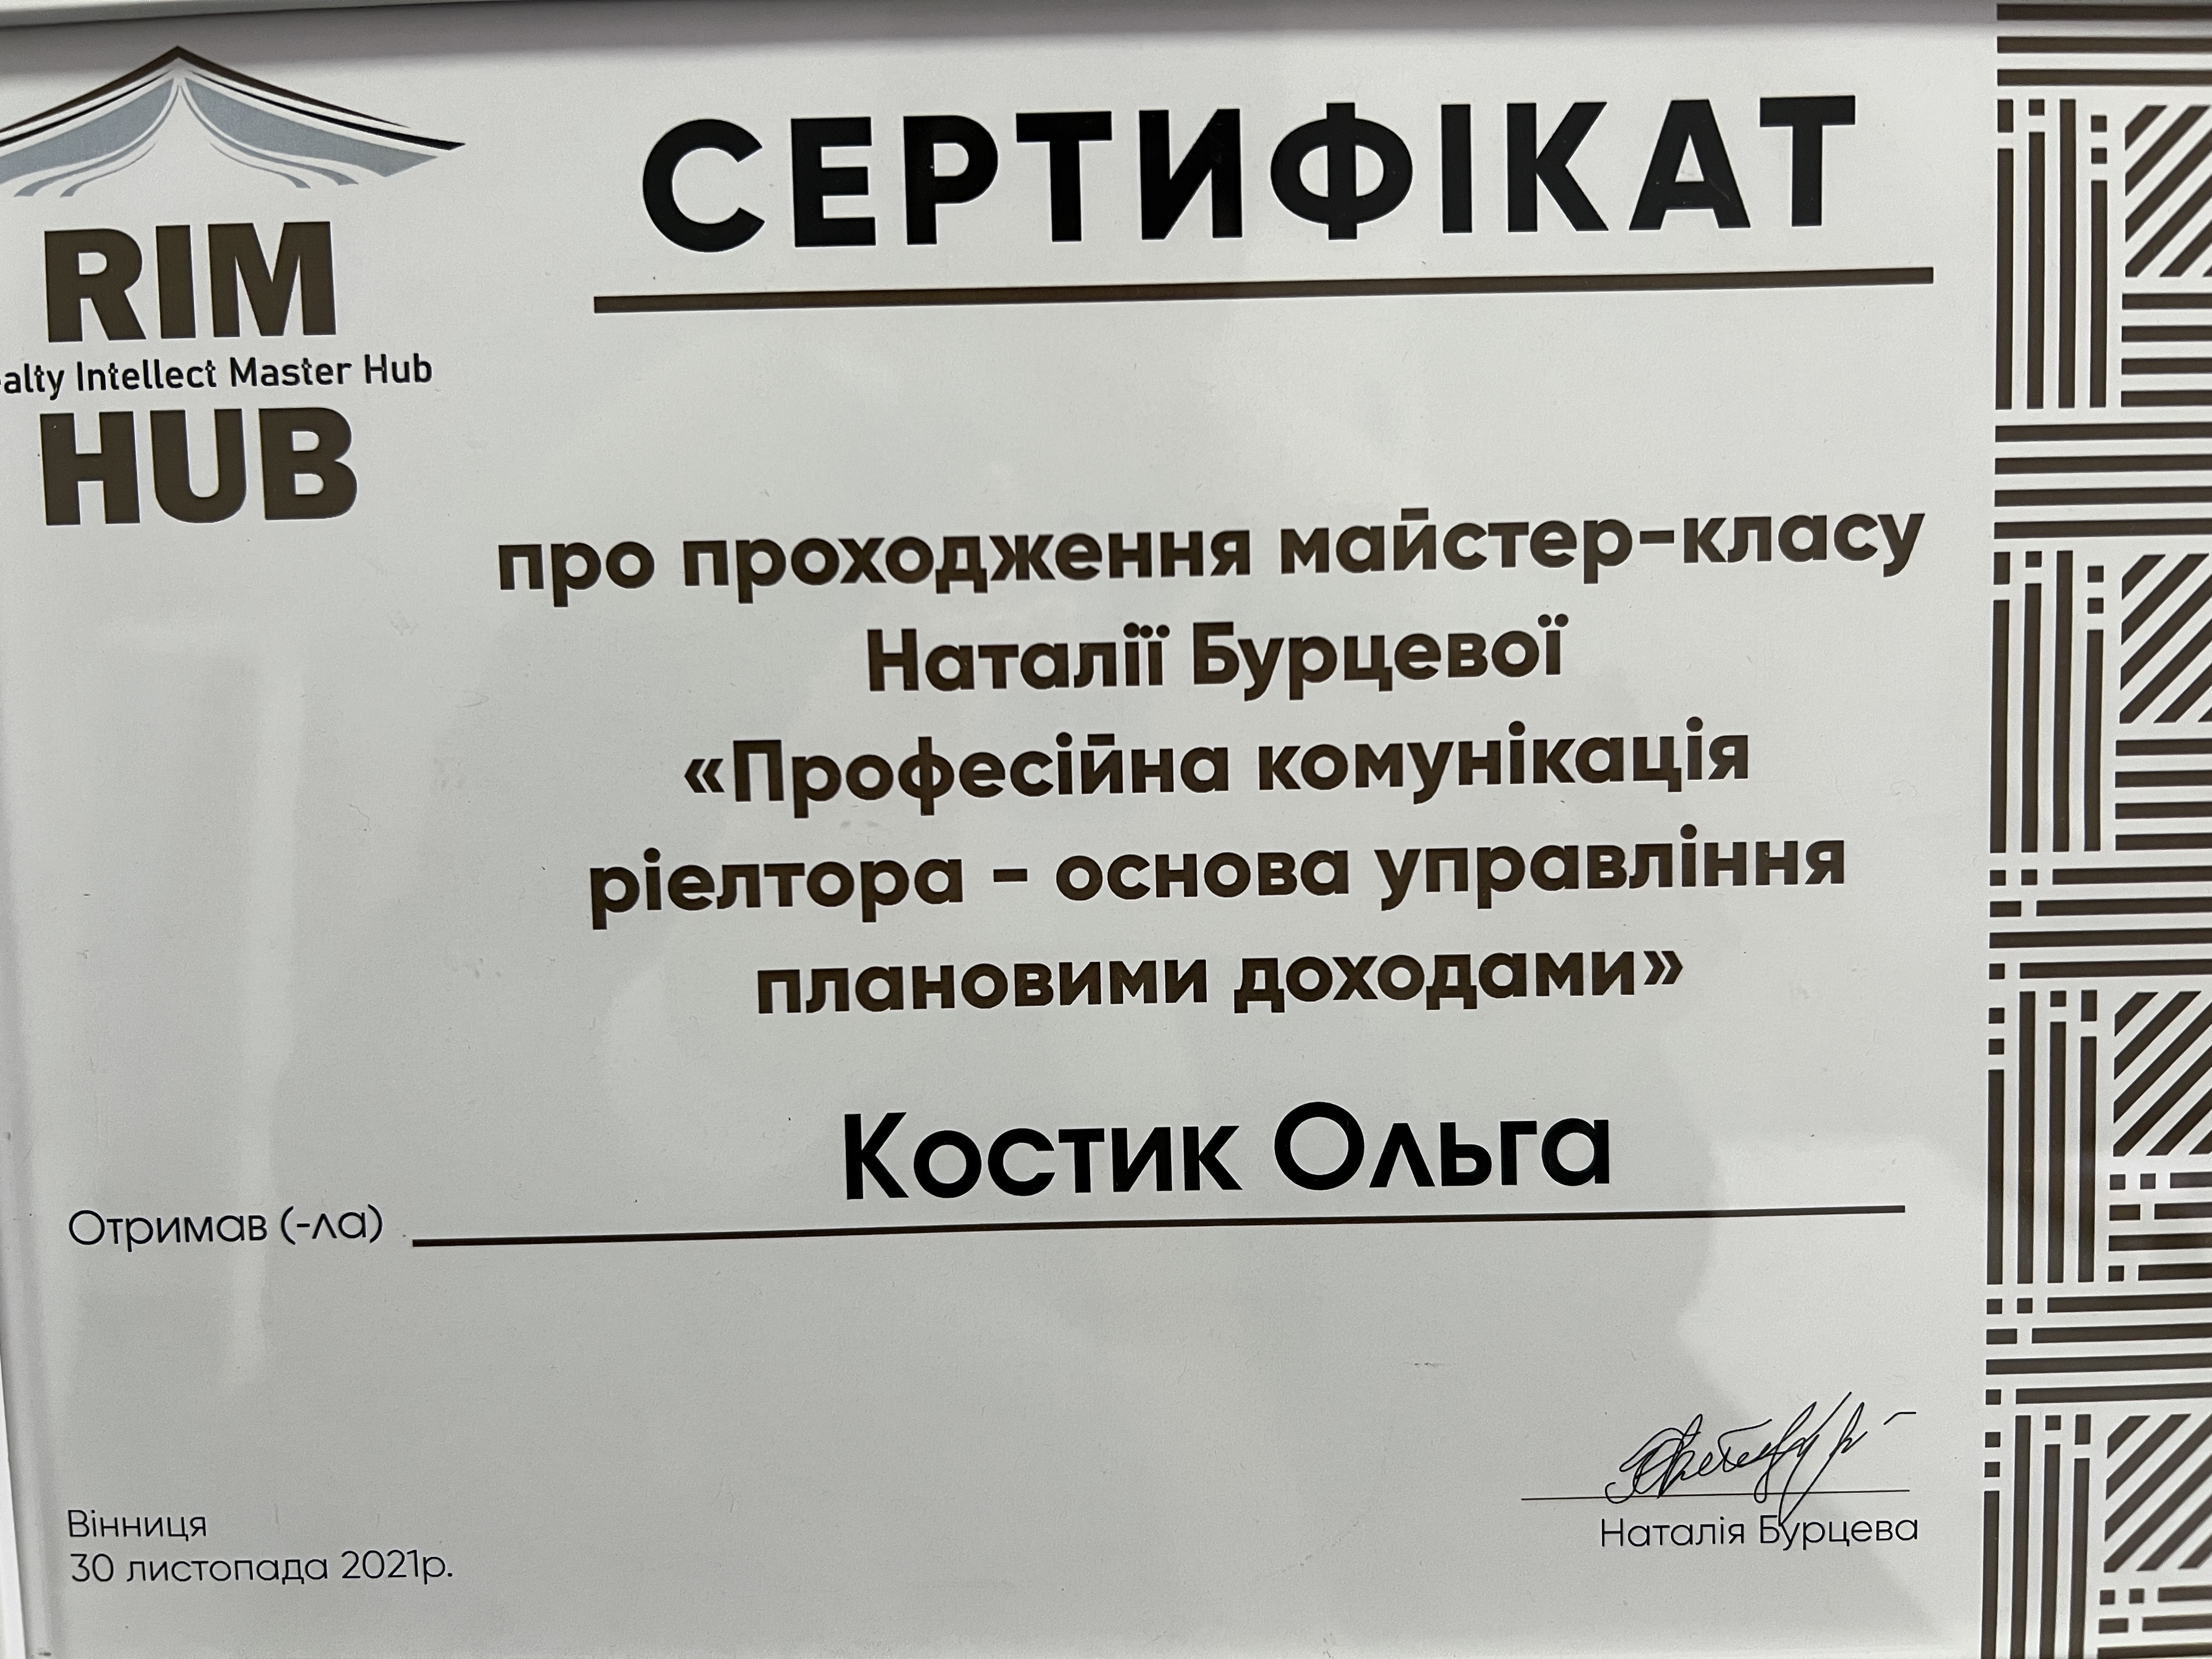 СЕРТИФІКАТ
RIM
ealty Intellect Master Hub
HUB
про проходження майстер-класу
Наталії Бурцевої
«Професійна комунікація
ріелтора - основа управління
плановими доходами»
Костик Ольга
Отримав (-ла)
Наталія Бурцева
Вінниця
30 листопада 2021р.